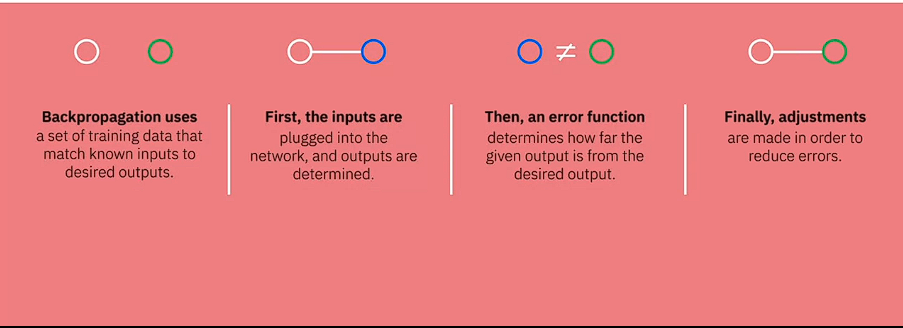 ≠
Backpropagation uses
a set of training data that
match known inputs to
desired outputs.
First, the inputs are
plugged into the
network, and outputs are
determined.
Then, an error function
determines how far the
given output is from the
desired output.
Finally, adjustments
are made in order to
reduce errors.